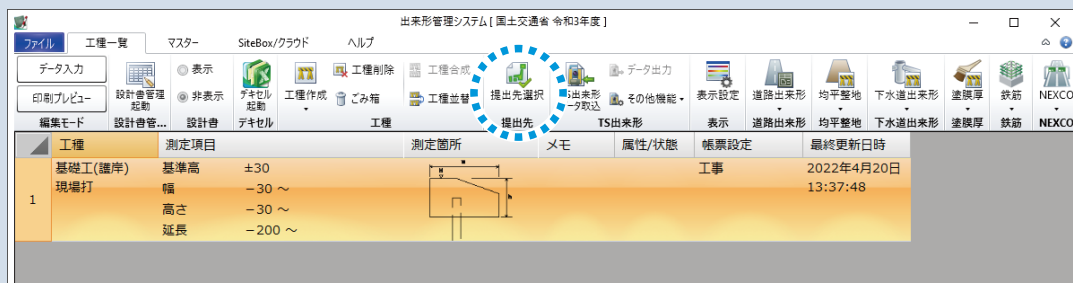 出来形管理システム [ 国土交通省 令和3年度 ]
ファイル 工種一覧 マスター SiteBox/クラウド ヘルプ
データ入力 表示 工種削除 工種合成 データ出力
印刷プレビュー 設計書管理 起動 非表示 デキセル 起動 工種作成 ごみ箱 工種並替 提出先選択 S出来形 ータ取込 その他機能 表示設定 道路出来形 均平整地 下水道出来形 塗膜厚 鉄筋 NEXCO
編集モード 設計書管... 設計書 デキセル 工種 提出先 TS出来形 表示 道路出来形 均平整地 下水道出来形 塗膜厚 鉄筋 NEXCO
工種 測定項目 測定箇所 メモ 属性/状態 帳票設定 最終更新日時
1 基礎工(護岸) 基準高 ±30 工事 2022年4月20日
現場打 幅 −30 ～ 13:37:48
高さ −30 ～
延長 −200 ～